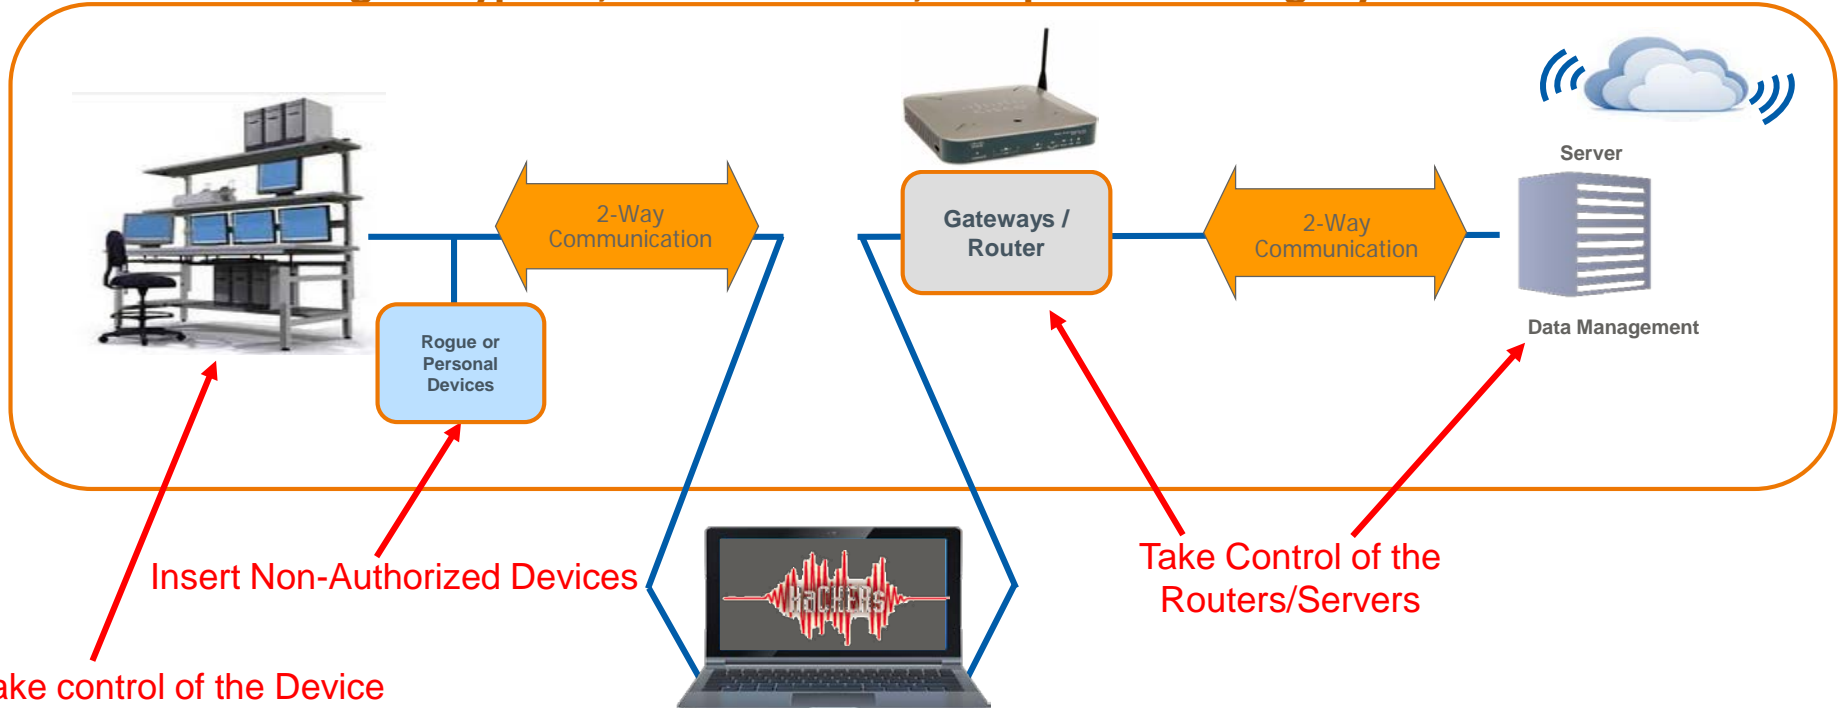 Server
2-Way
Communication
Gateways /
Router
2-Way
Communication
Data Management
Rogue or
Personal
Devices
Insert Non-Authorized Devices
Take Control of the
Routers/Servers
HaCKERs
ake control of the Device